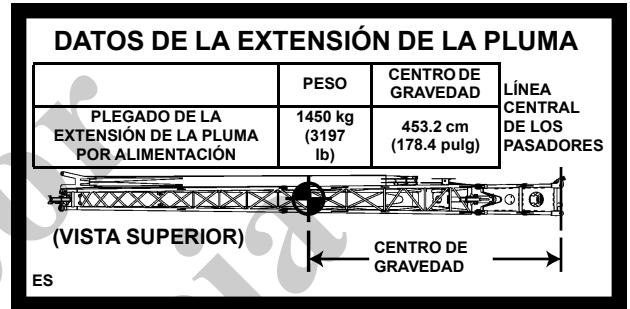 DATOS DE LA EXTENSIÓN DE LA PLUMA
PESO
CENTRO DE
GRAVEDAD
LÍNEA
CENTRAL
DE LOS
PASADORES
PLEGADO DE LA
EXTENSIÓN DE LA PLUMA
POR ALIMENTACIÓN
1450 kg
(3197
lb)
453.2 cm
(178.4 pulg)
(VISTA SUPERIOR)
CENTRO DE
GRAVEDAD
ES